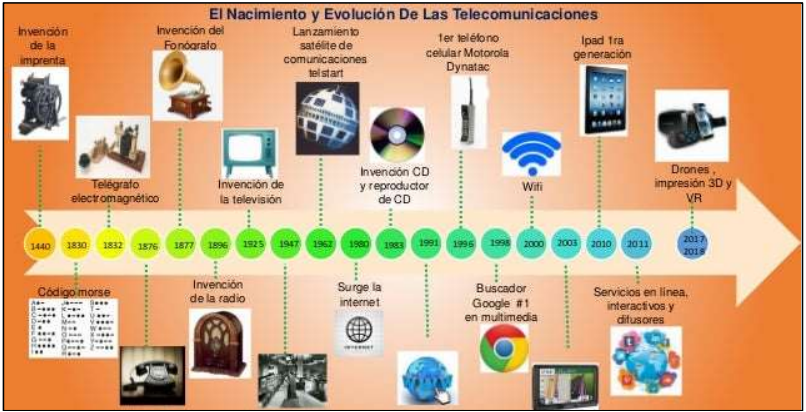 El Nacimiento y Evolución De Las Telecomunicaciones
Invención
de la
imprenta
Invención del
Fonógrafo
Lanzamiento
satélite de
comunicaciones
telstart
1er teléfono
celular Motorola
Dynatac
Ipad 1ra
generación
Telégrafo
electromagnético
Invención de
la televisión
Invención CD
y reproductor
de CD
Wifi
Drones ,
impresión 3D y
VR
1440
1830
1832
1876
1877
1896
1925
1947
1962
1980
1983
1991
1996
1998
2000
2003
2010
2011
2017
2018
Código morse
Invención
de la radio
Surge la
internet
INTERNET
Buscador
Google #1
en multimedia
Servicios en línea,
interactivos y
difusores